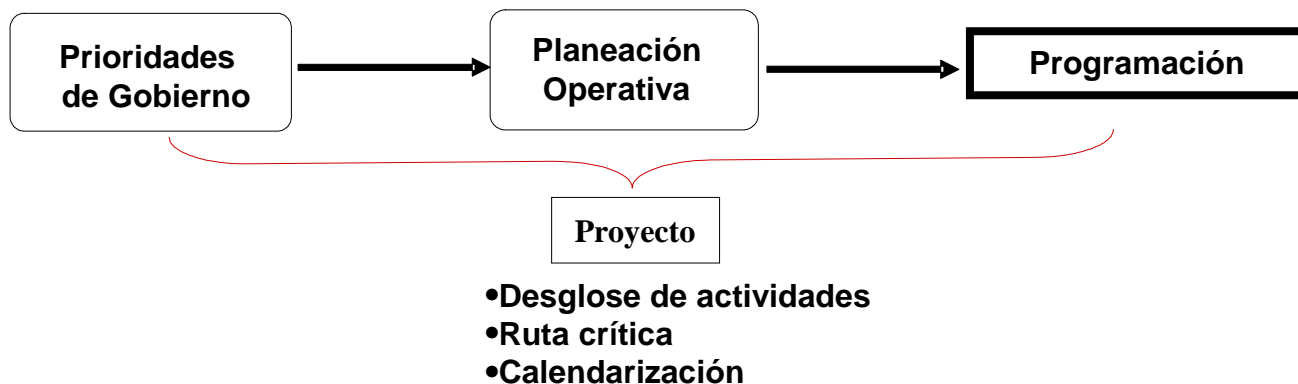 Prioridades
de Gobierno
Planeación
Operativa
Programación
Proyecto
•Desglose de actividades
•Ruta crítica
•Calendarización